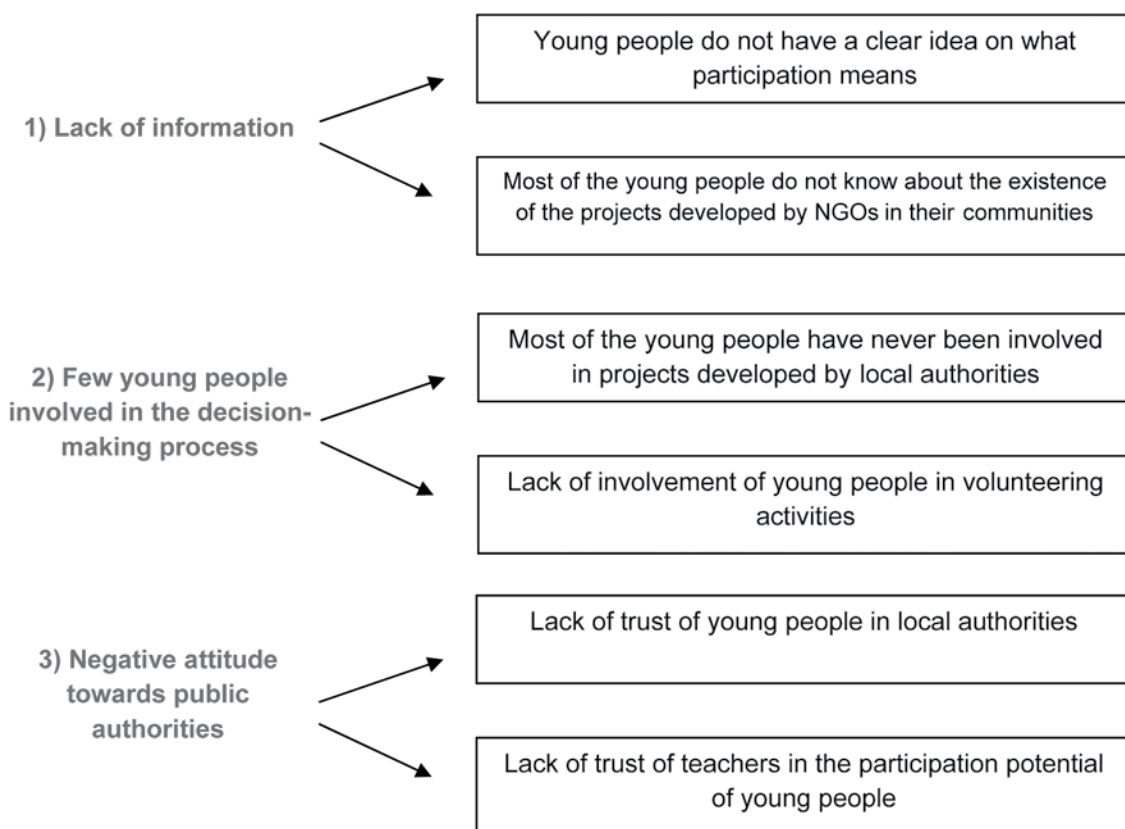 1) Lack of information
Young people do not have a clear idea on what
participation means
Most of the young people do not know about the existence
of the projects developed by NGOs in their communities
2) Few young people
involved in the decision-
making process
Most of the young people have never been involved
in projects developed by local authorities
Lack of involvement of young people in volunteering
activities
3) Negative attitude
towards public
authorities
Lack of trust of young people in local authorities
Lack of trust of teachers in the participation potential
of young people